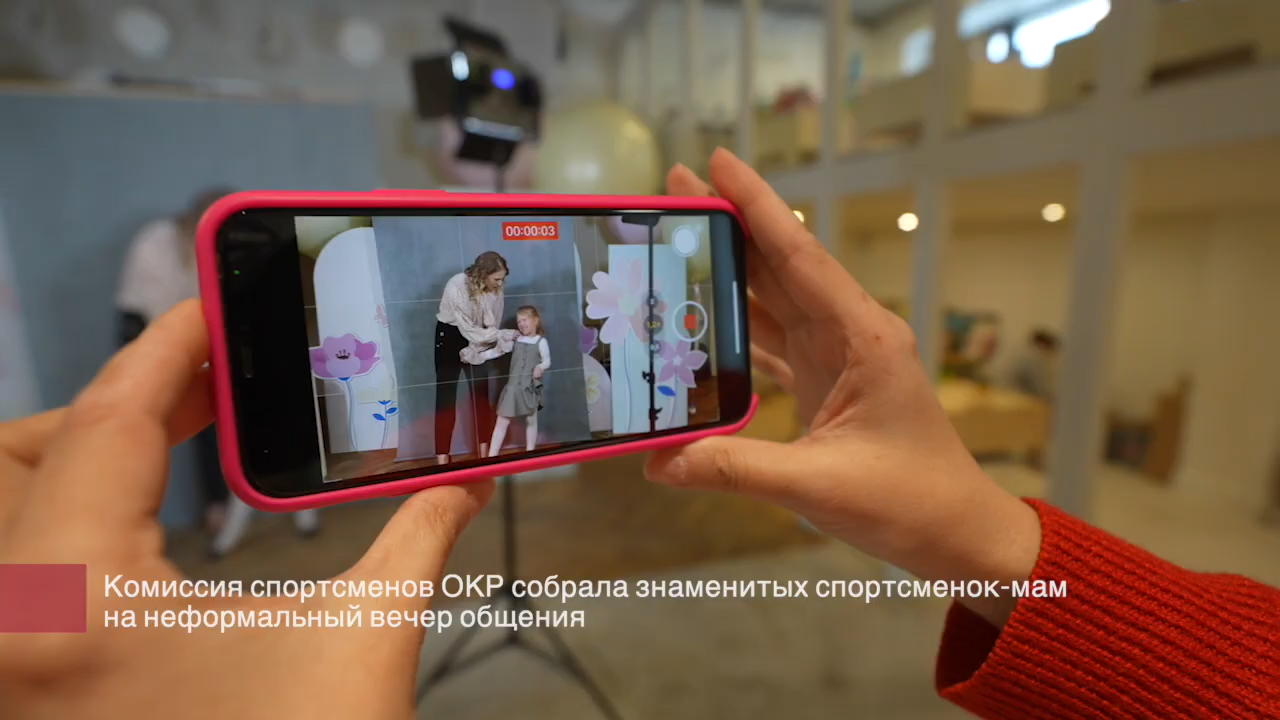 00:00:03
Комиссия спортсменов ОКР собрала знаменитых спортсменок-мам
на неформальный вечер общения